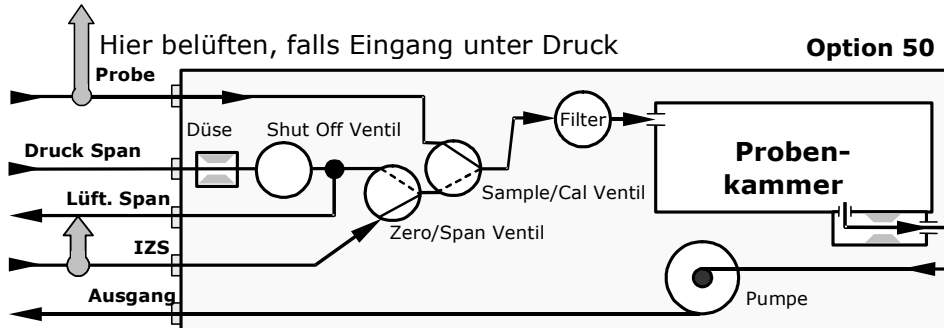 Hier belüften, falls Eingang unter Druck
Option 50
Probe
Düse
Shut Off Ventil
Filter
Druck Span
Proben-
kammer
Sample/Cal Ventil
Lüft. Span
Zero/Span Ventil
IZS
Ausgang
Pumpe